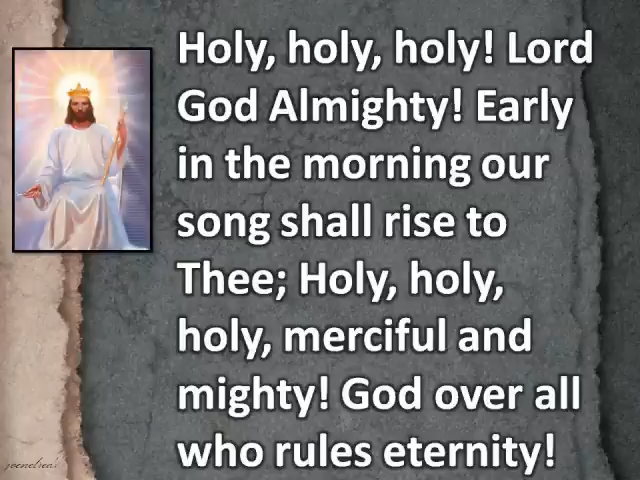 Holy, holy, holy! Lord
God Almighty! Early
in the morning our
song shall rise to
Thee; Holy, holy,
holy, merciful and
mighty! God over all
who rules eternity!